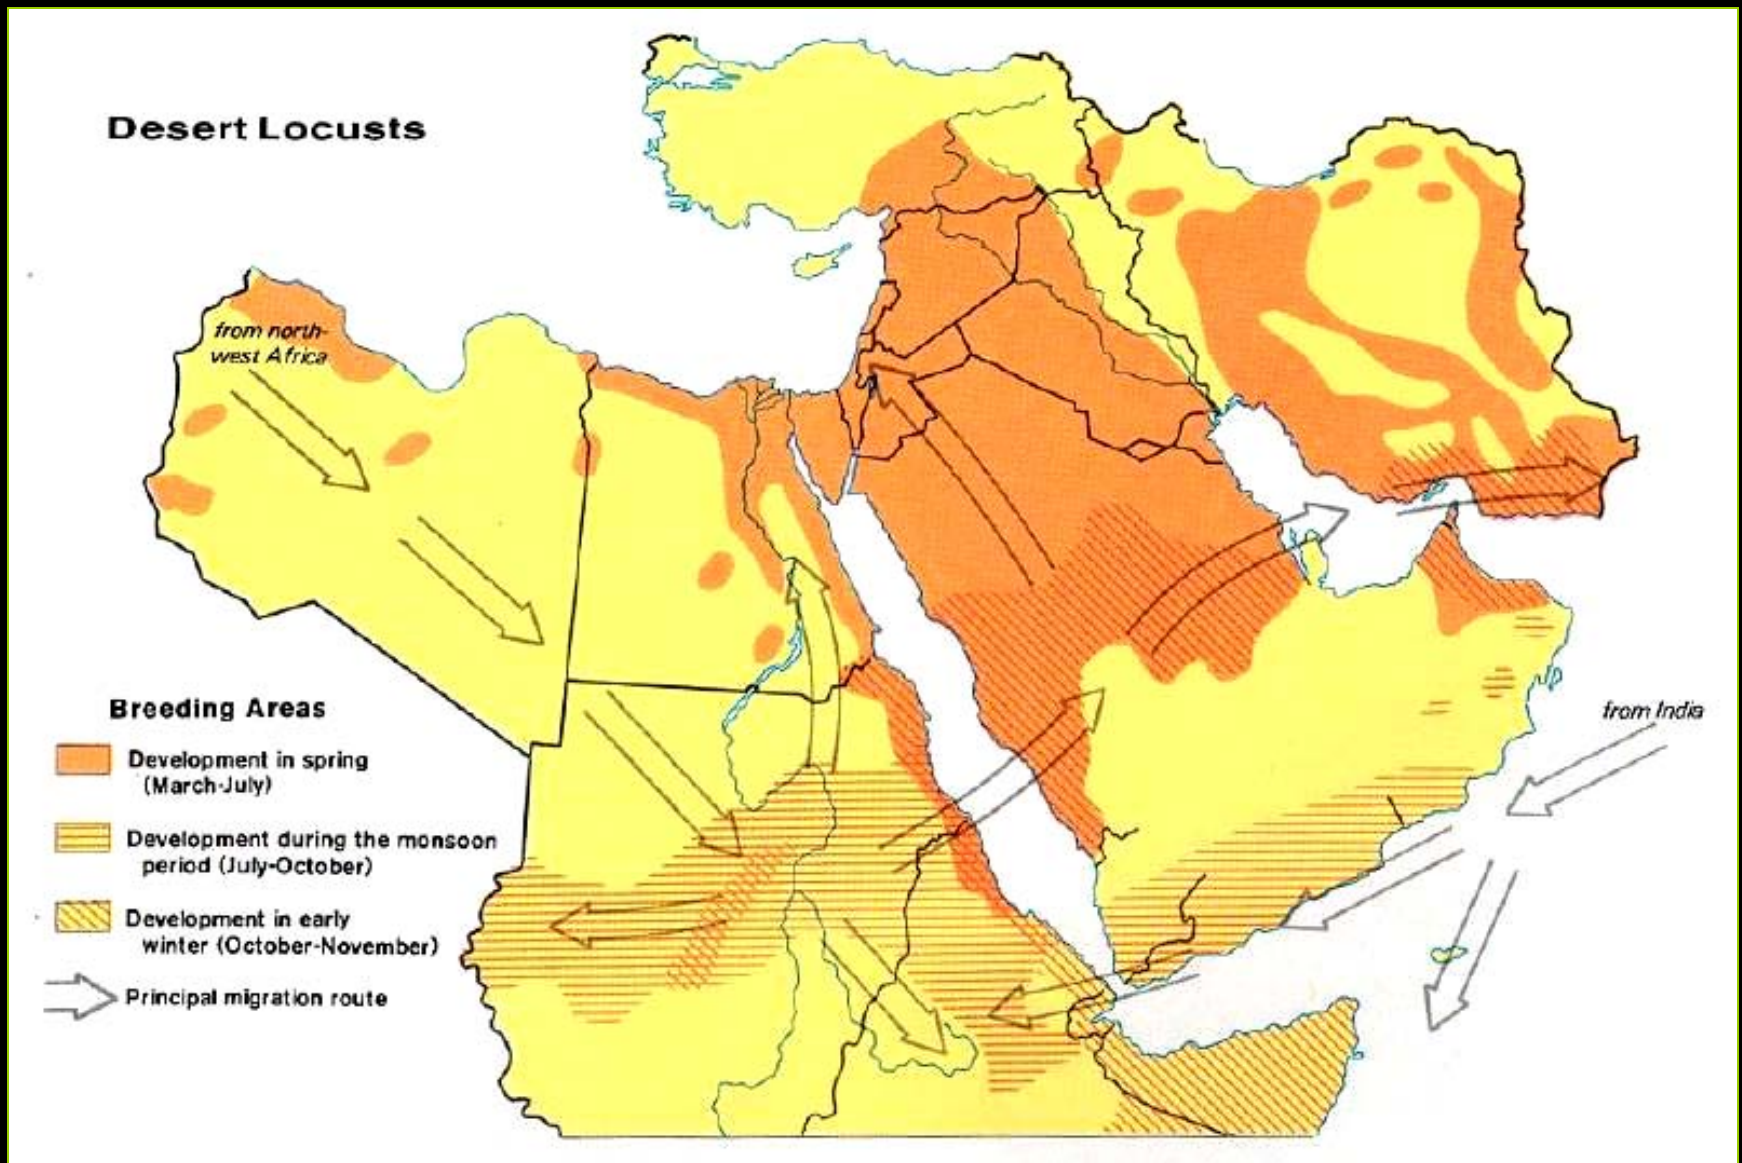 Desert Locusts
from north-
west Africa
Breeding Areas
Development in spring
(March-July)
Development during the monsoon
period (July-October)
Development in early
winter (October-November)
Principal migration route
from India